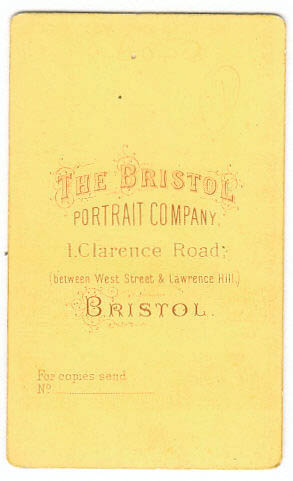 THE BRISTOL
PORTRAIT COMPANY,
1.Clarence Road,
(between West Street & Lawrence Hill,)
BRISTOL.
For copies send
No